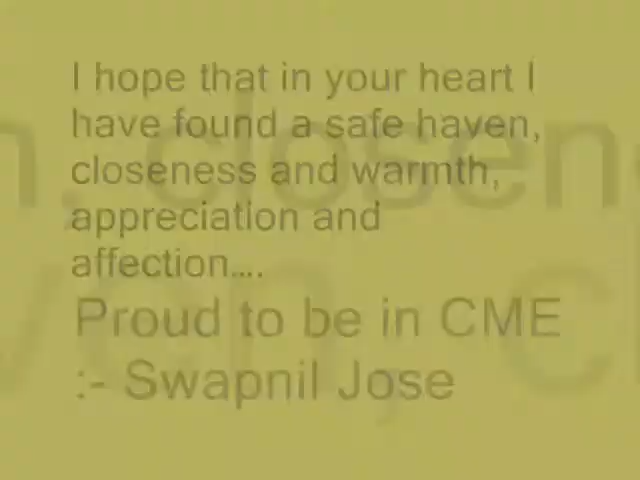 I hope that in your heart I
have found a safe haven,
closeness and warmth,
appreciation and
affection....
Proud to be in CME
:- Swapnil Jose